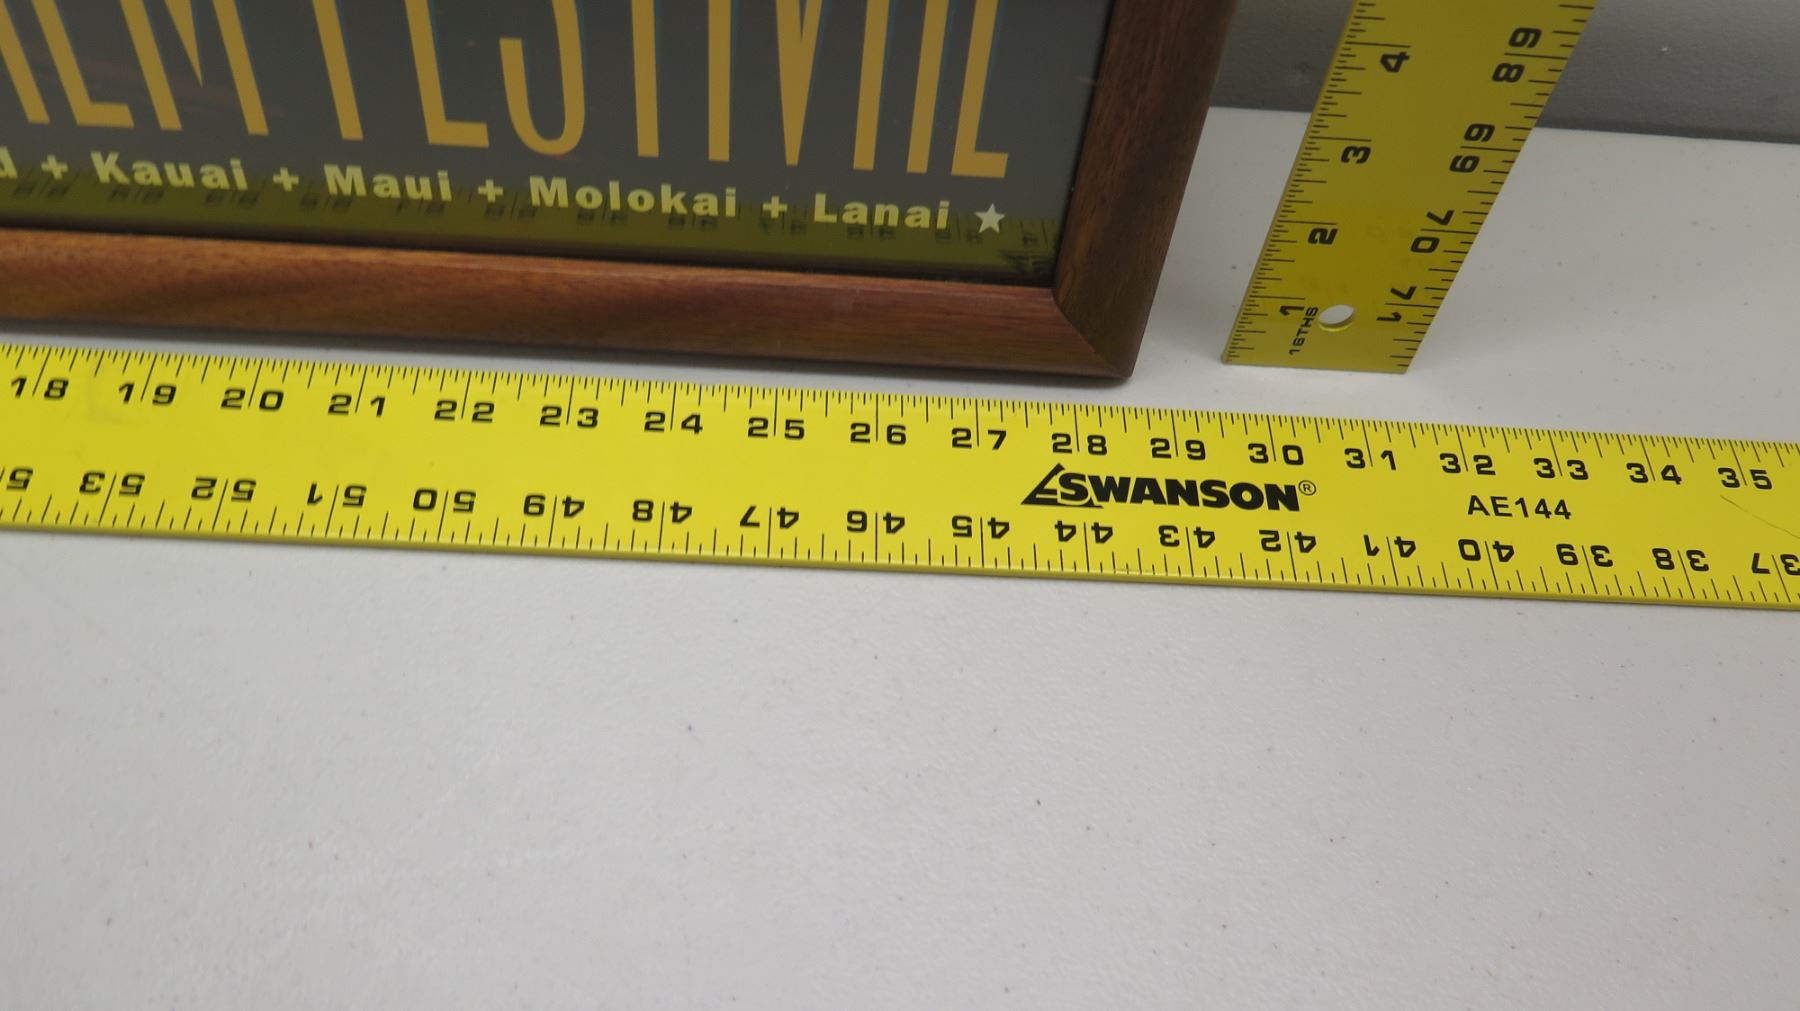 FILM FESTIVAL
+ Kauai + Maui + Molokai + Lanai
4 3 2 1
16THS
68 69 70 71
18 19 20 21 22 23 24 25 26 27 28 29 30 31 32 33 34 35
SWANSON®
AE144
53 52 51 50 49 48 47 46 45 44 43 42 41 40 39 38 37